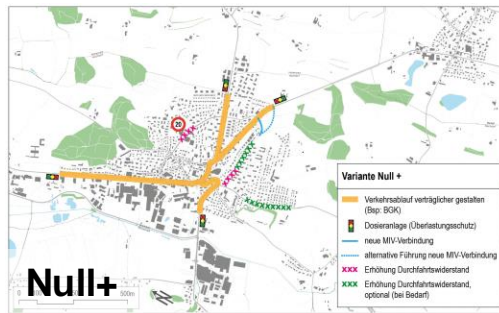 20
Variante Null +
Verkehrsablauf verträglicher gestalten
(Bsp: BGK)
Dosieranlage (Überlastungsschutz)
neue MIV-Verbindung
alternative Führung neue MIV-Verbindung
Erhöhung Durchfahrtswiderstand
Erhöhung Durchfahrtswiderstand,
optional (bei Bedarf)
Null+
500m